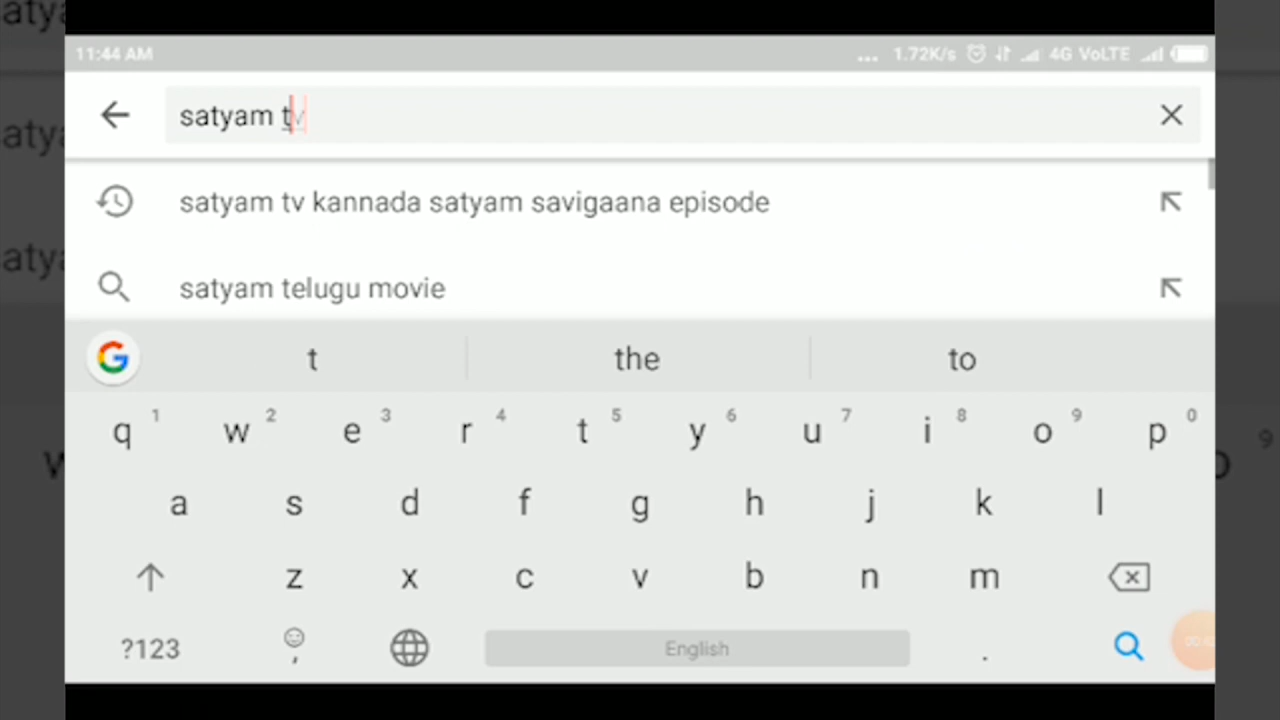 11:44 AM ... 1.72K/s 4G VoLTE
satyam tv
satyam tv kannada satyam savigaana episode
satyam telugu movie
G t the to
q 1 w 2 e 3 r 4 t 5 y 6 u 7 i 8 o 9 p 0
a s d f g h j k l
z x c v b n m
?123 , English .